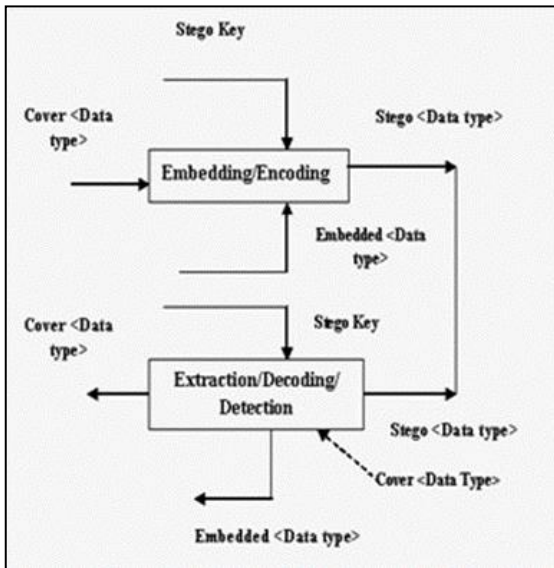 Stego Key
Cover <Data
type>
Stego <Data type>
Embedding/Encoding
Embedded <Data
type>
Cover <Data
type>
Stego Key
Extraction/Decoding/
Detection
Stego <Data type>
Cover <Data Type>
Embedded <Data type>